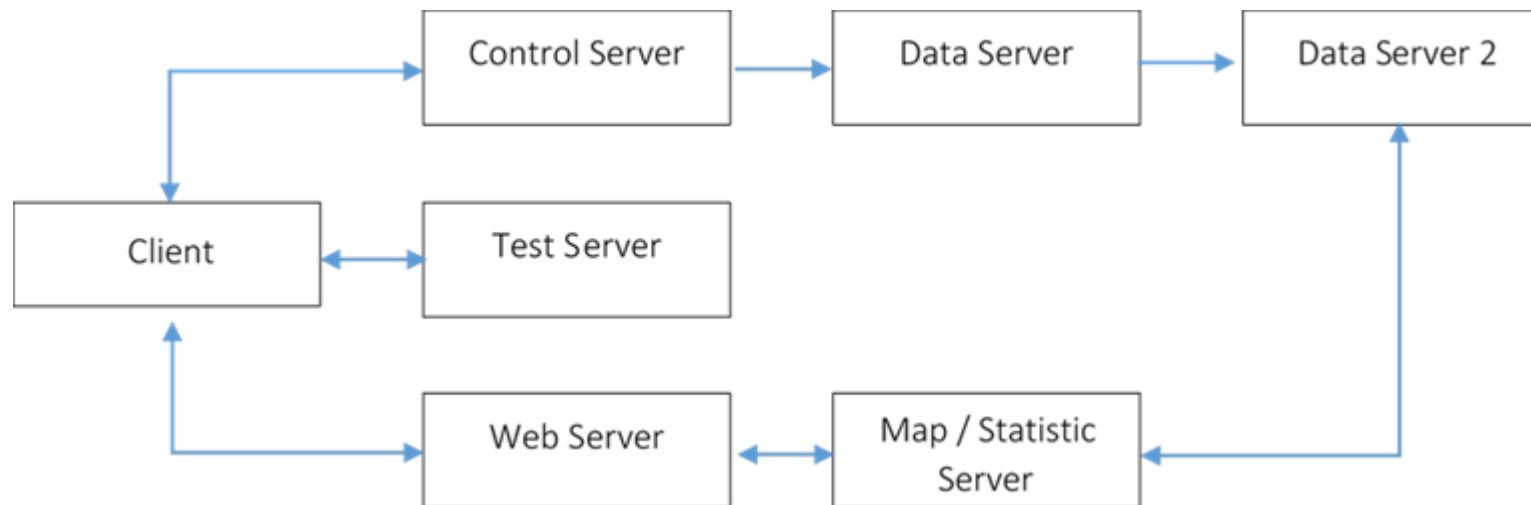 Control Server
Data Server
Data Server 2
Client
Test Server
Web Server
Map / Statistic
Server